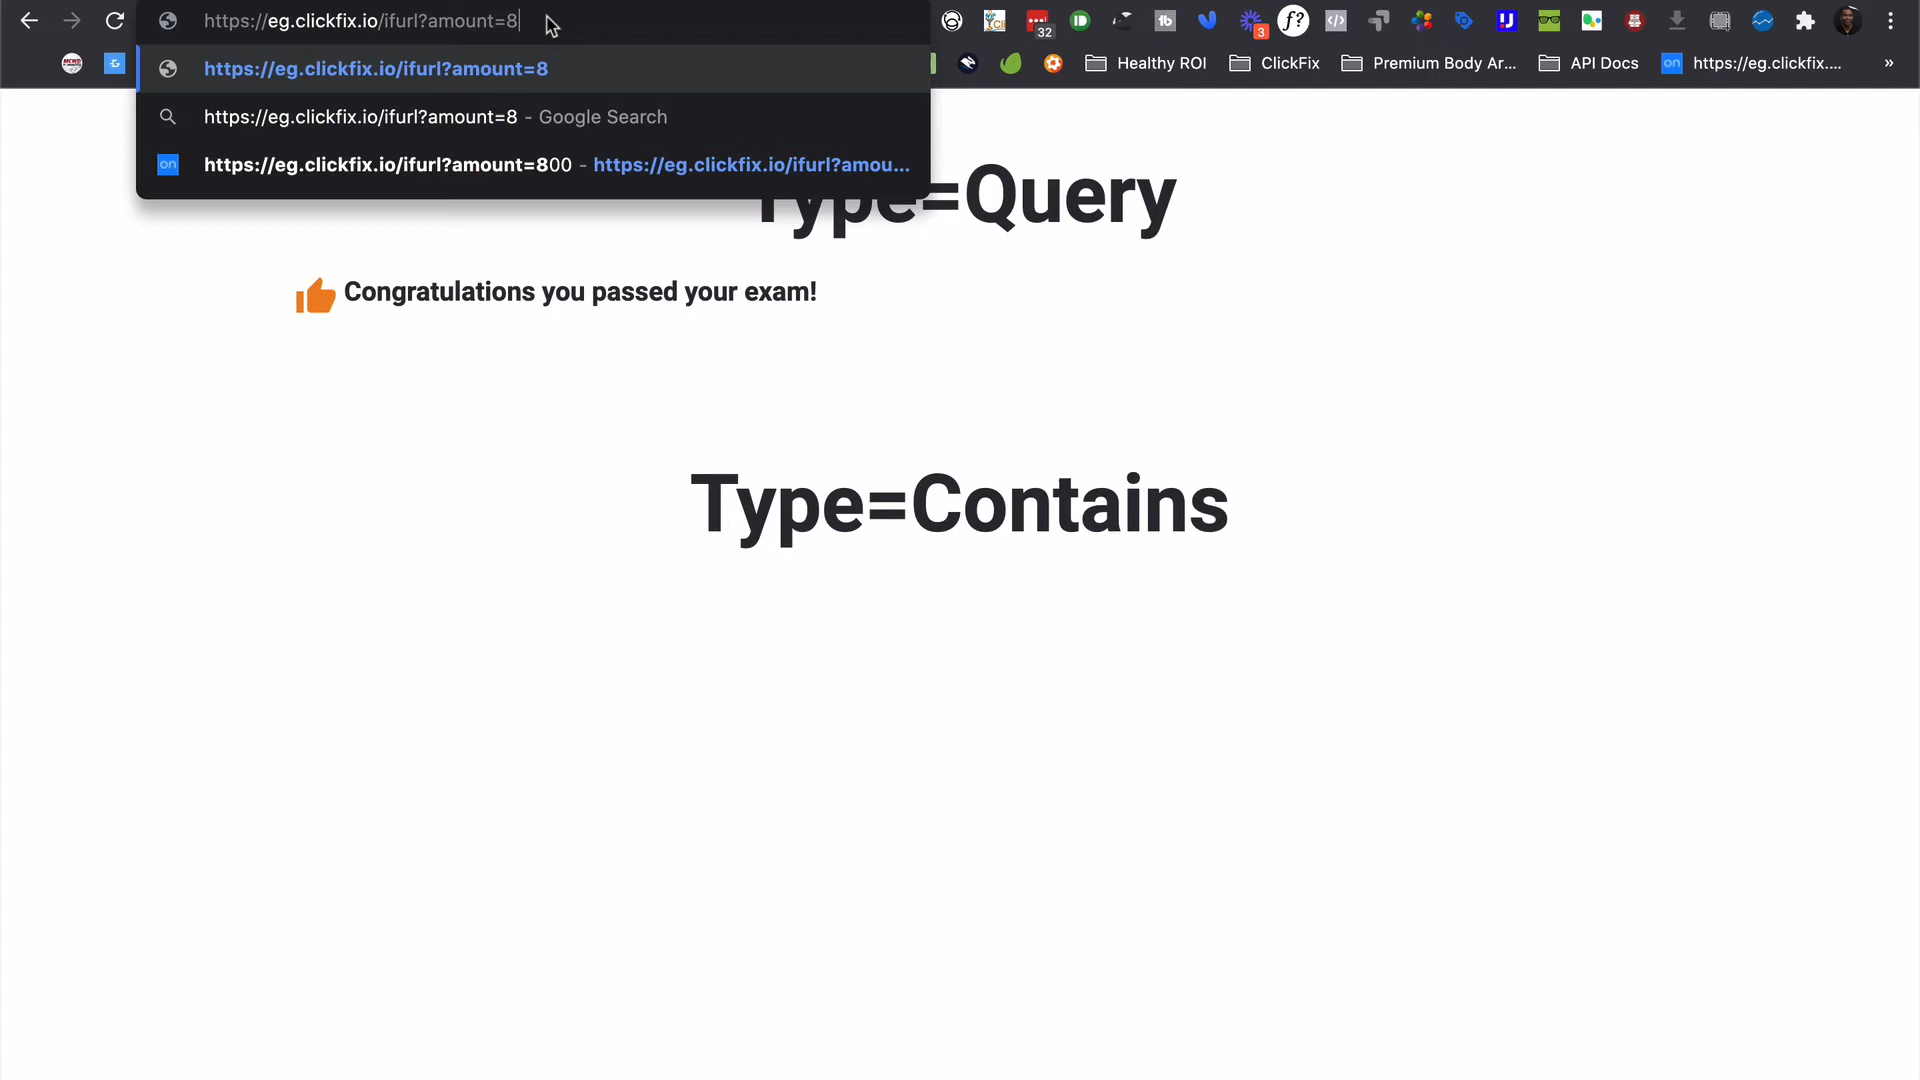 https://eg.clickfix.io/ifurl?amount=8
32
tb
3
f?
Healthy ROI
ClickFix
Premium Body Ar...
API Docs
on
https://eg.clickfix....
»
https://eg.clickfix.io/ifurl?amount=8
https://eg.clickfix.io/ifurl?amount=8 - Google Search
on https://eg.clickfix.io/ifurl?amount=800 - https://eg.clickfix.io/ifurl?amou...
Type=Query
Congratulations you passed your exam!
Type=Contains